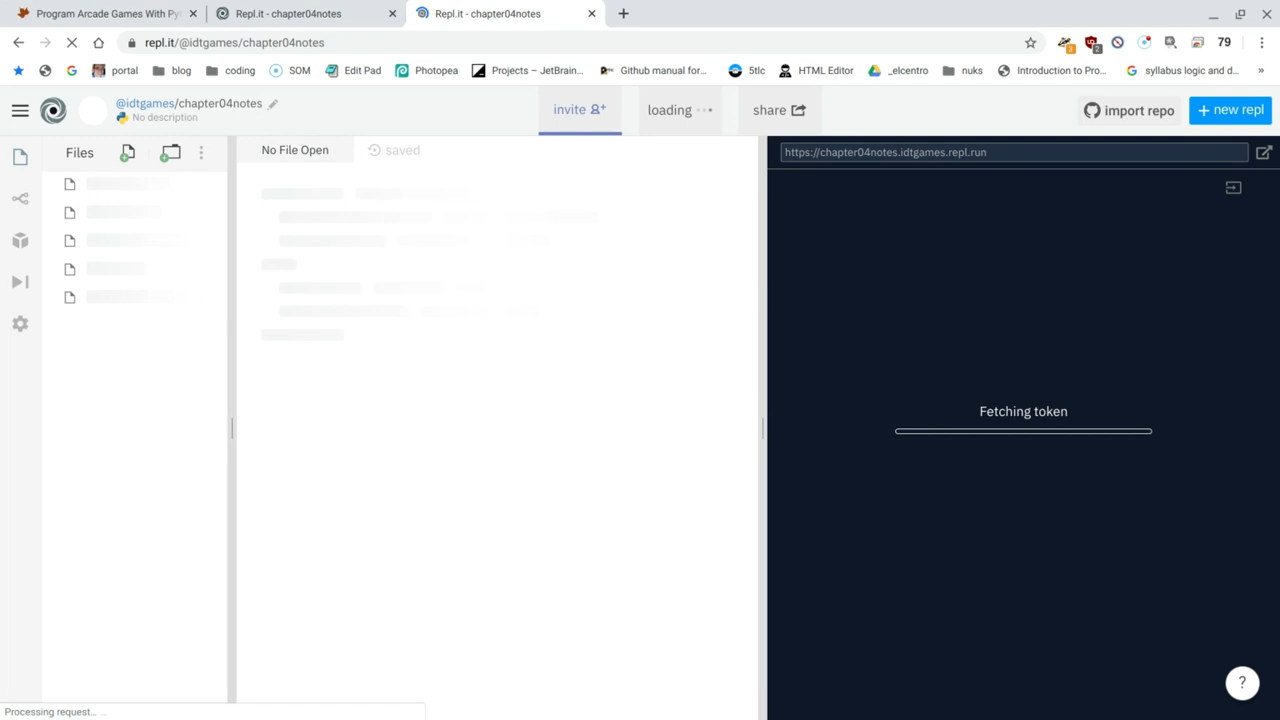 Program Arcade Games With Py
Repl.it - chapter04notes
Repl.it - chapter04notes
repl.it/@idtgames/chapter04notes
3
2
79
portal
blog
coding
SOM
Edit Pad
Photopea
Projects – JetBrain...
Github manual for...
5tlc
HTML Editor
_elcentro
nuks
Introduction to Pro...
syllabus logic and d...
»
@idtgames/chapter04notes
No description
invite
loading
share
import repo
+ new repl
Files
No File Open
saved
https://chapter04notes.idtgames.repl.run
Fetching token
?
Processing request... ...